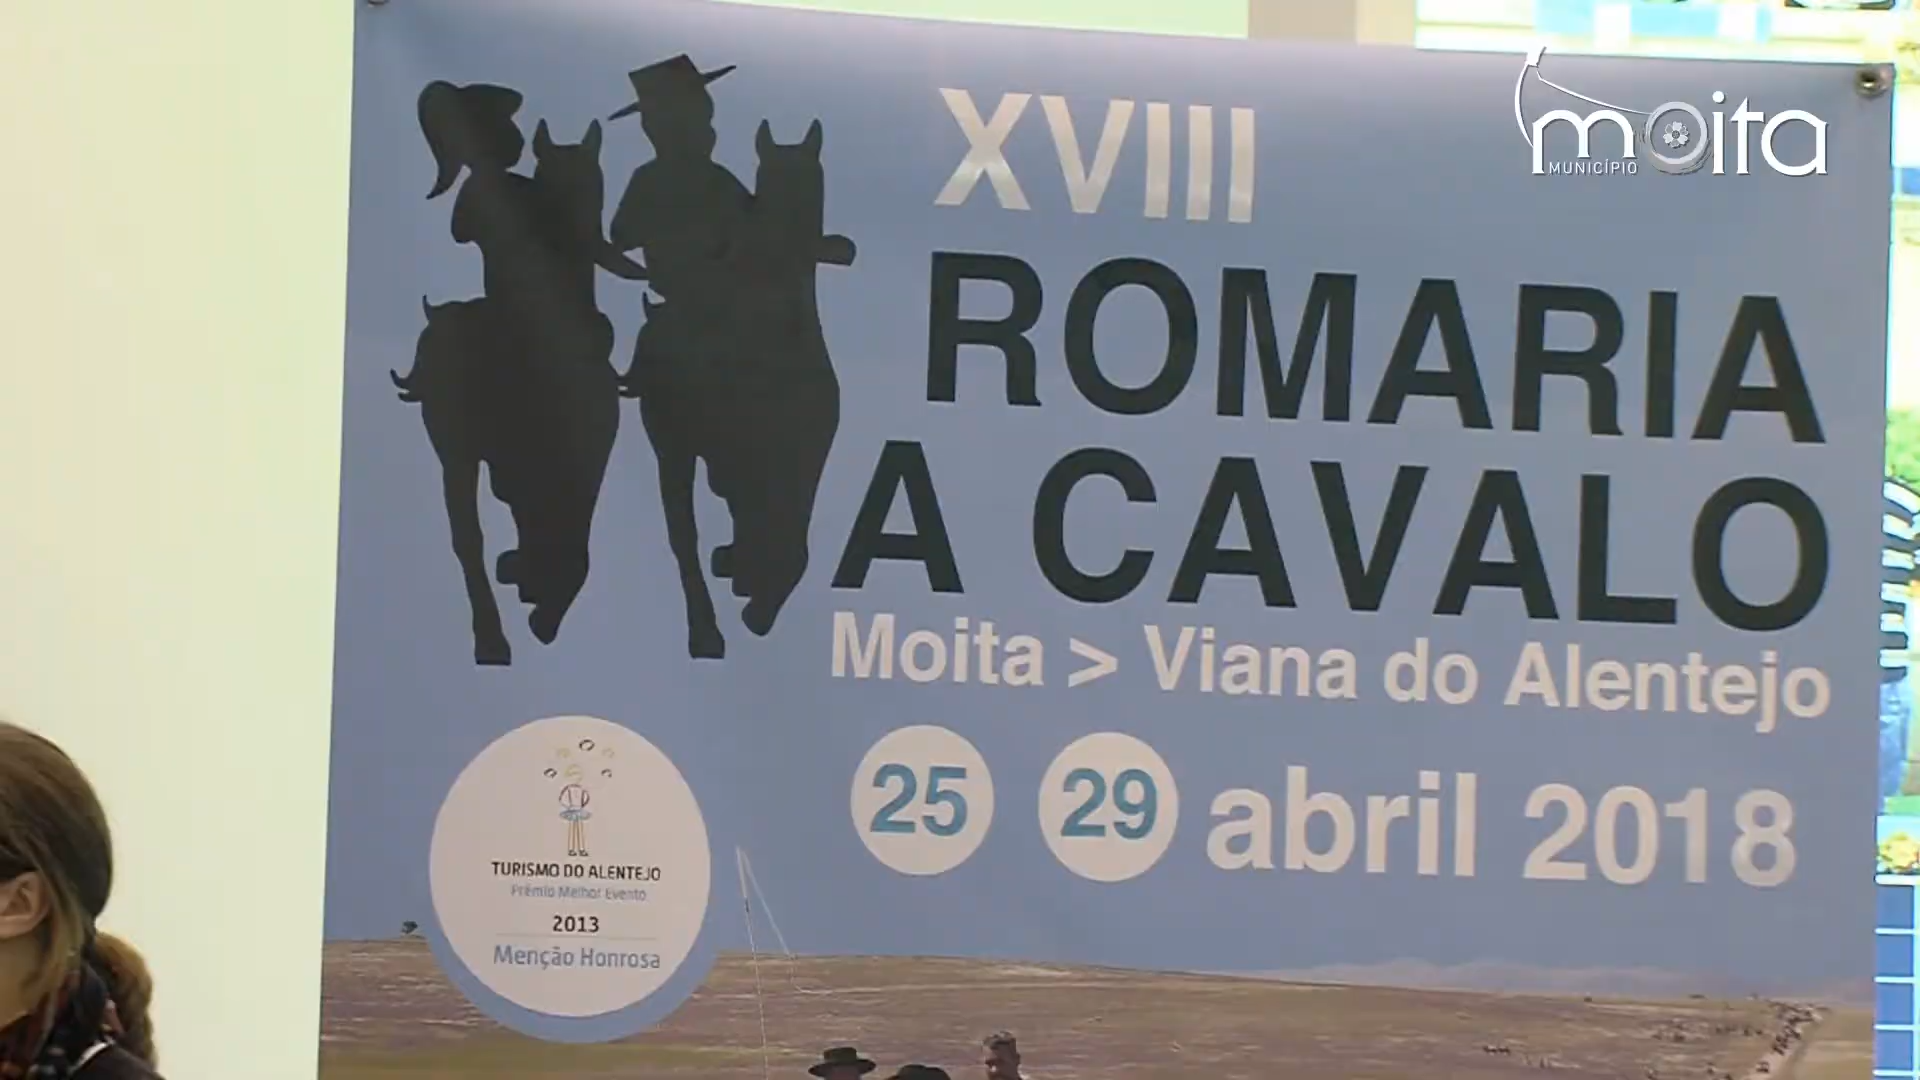 XVIII
moita
MUNICÍPIO
ROMARIA
A CAVALO
Moita > Viana do Alentejo
25 29 abril 2018
TURISMO DO ALENTEJO
Prémio Melhor Evento
2013
Menção Honrosa